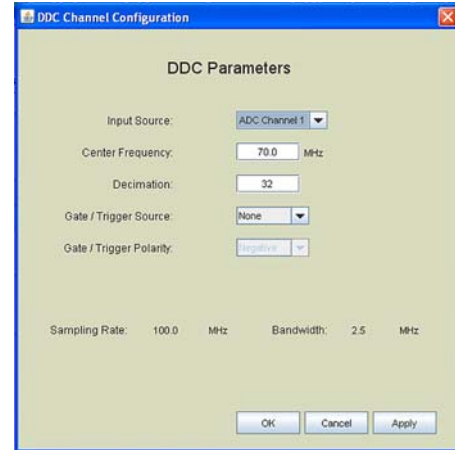 DDC Channel Configuration
DDC Parameters
Input Source: ADC Channel 1
Center Frequency: 70.0 MHz
Decimation: 32
Gate / Trigger Source: None
Gate / Trigger Polarity: Negative
Sampling Rate: 100.0 MHz Bandwidth: 2.5 MHz
OK Cancel Apply